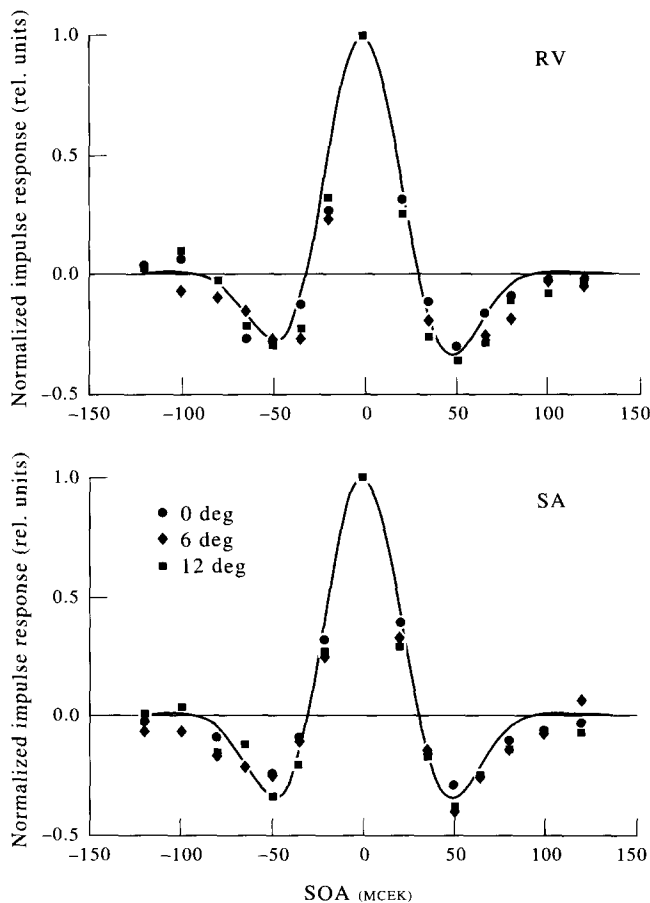 Normalized impulse response (rel. units)
1.0
0.5
0.0
−0.5
RV
−150
−100
−50
0
50
100
150
Normalized impulse response (rel. units)
1.0
0.5
0.0
−0.5
SA
0 deg
6 deg
12 deg
−150
−100
−50
0
50
100
150
SOA (MCEK)